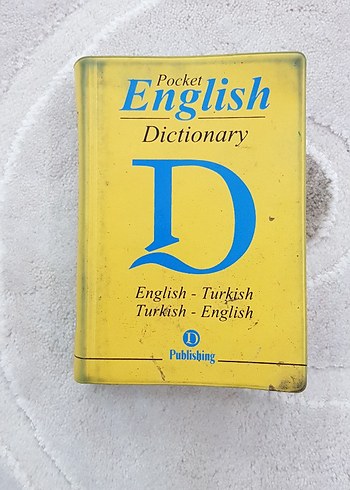 Pocket
English
Dictionary
D
English - Turkish
Turkish - English
D
Publishing